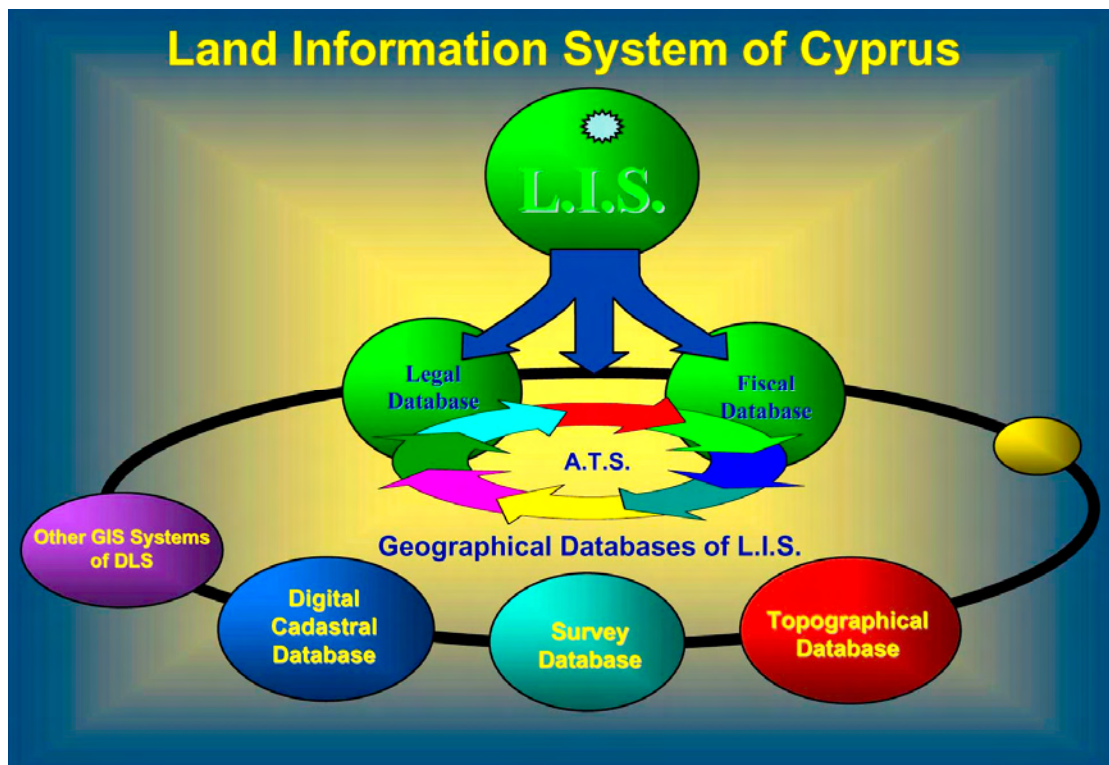 Land Information System of Cyprus
L.I.S.
Legal
Database
Fiscal
Database
A.T.S.
Geographical Databases of L.I.S.
Other GIS Systems
of DLS
Digital
Cadastral
Database
Survey
Database
Topographical
Database